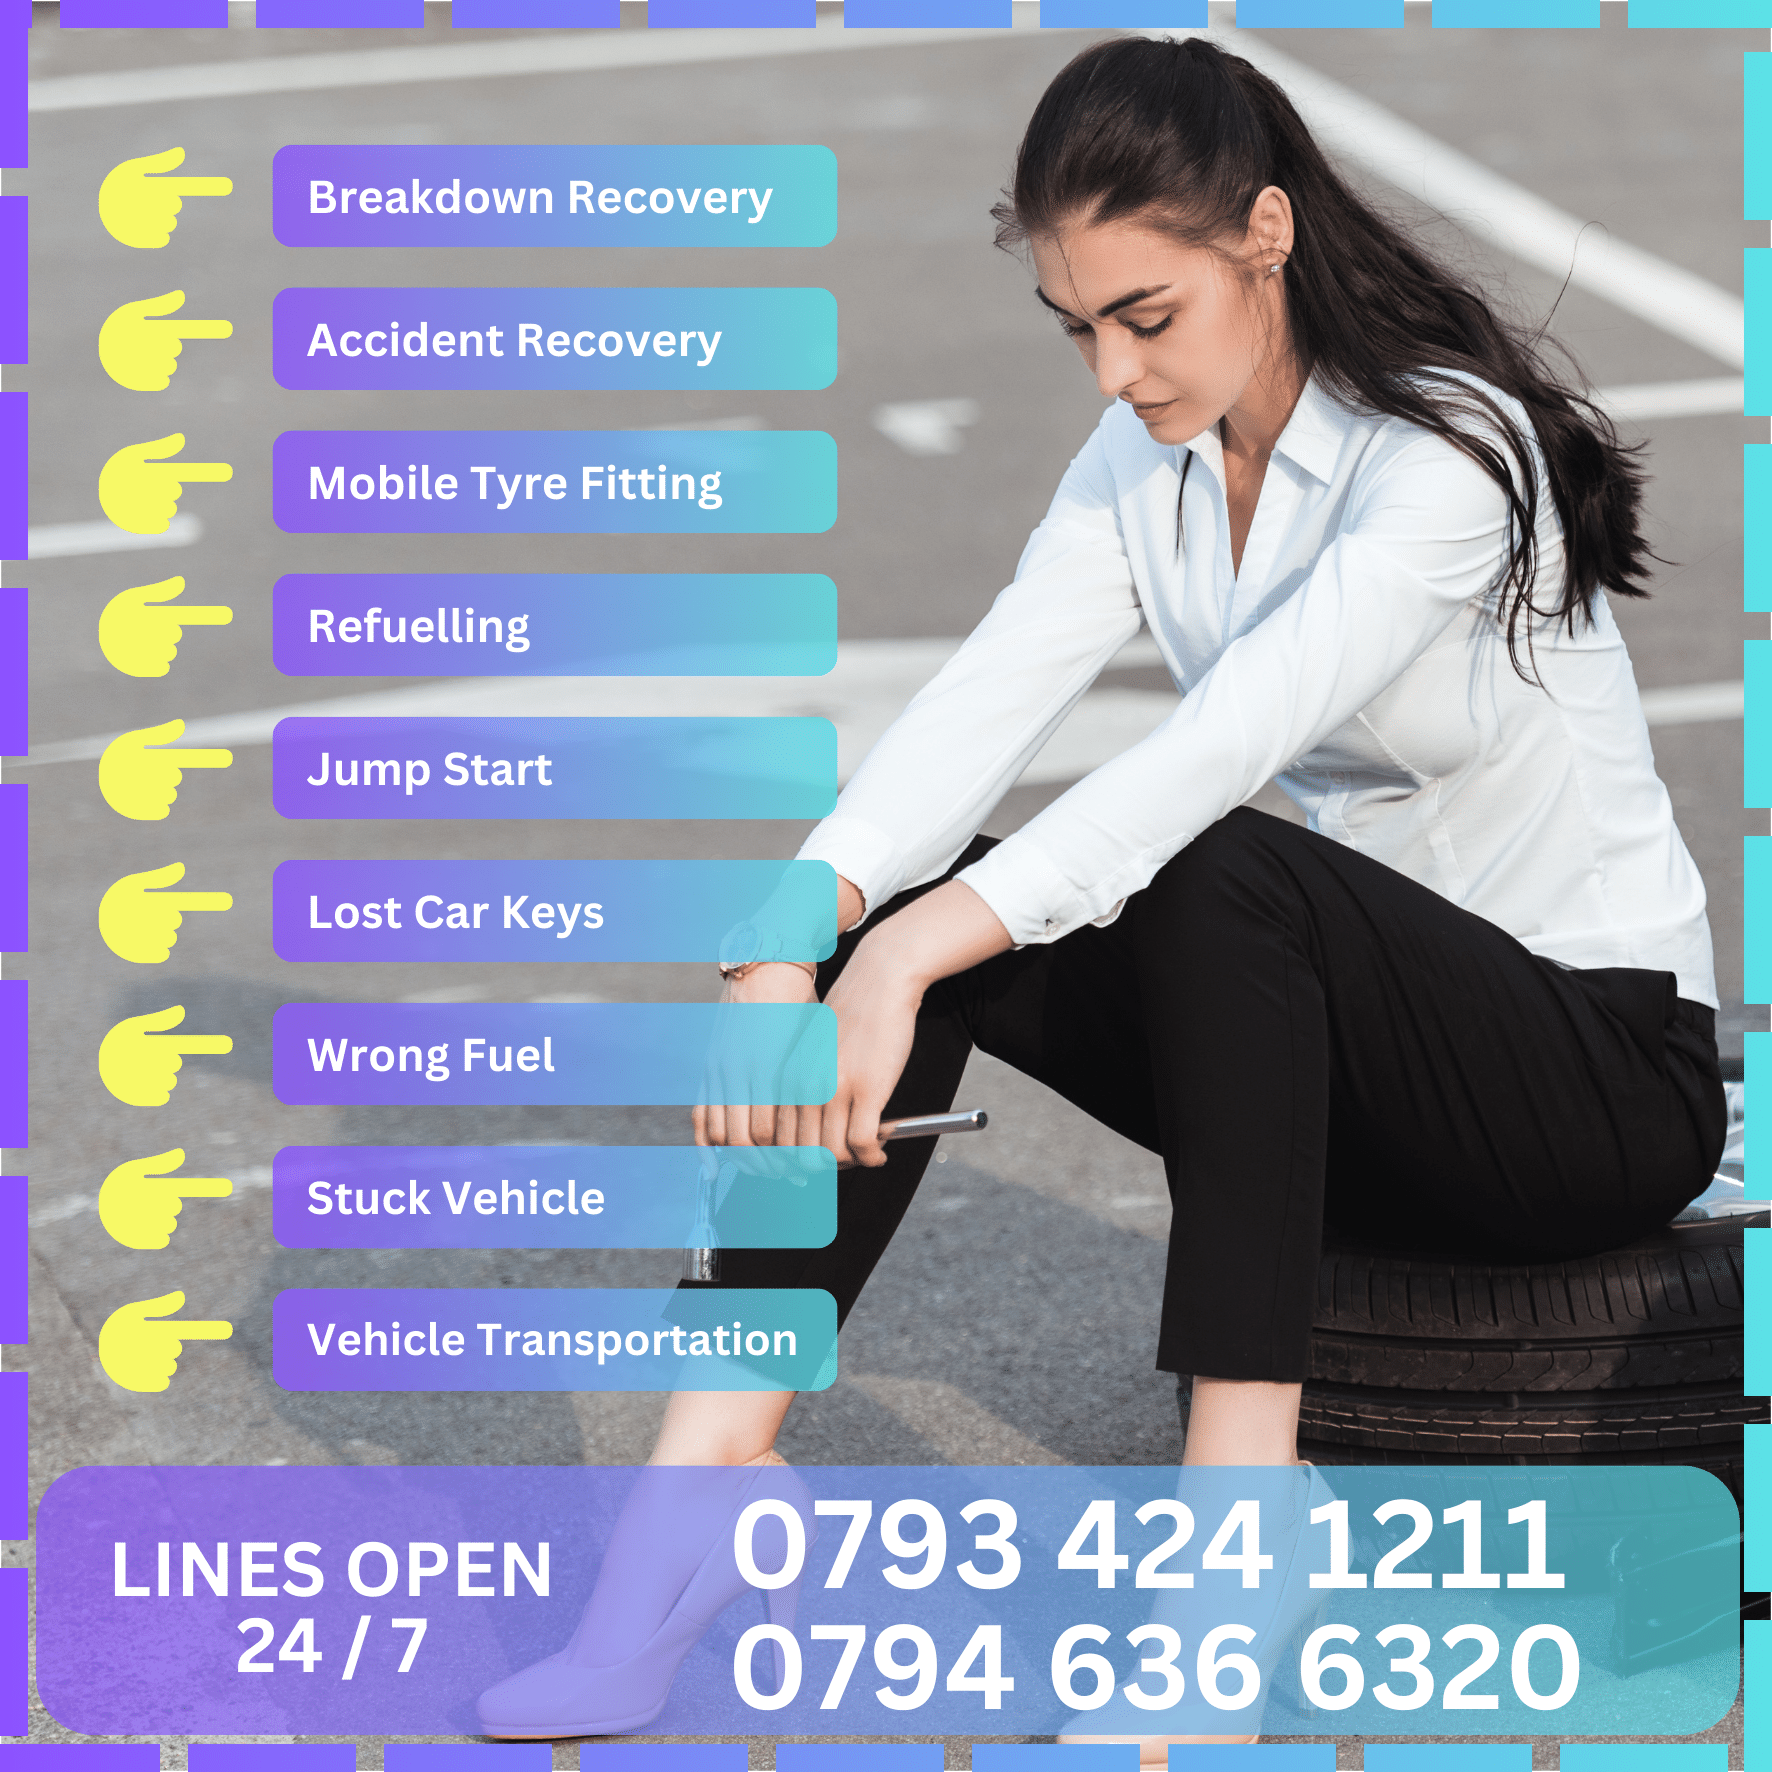 Breakdown Recovery
Accident Recovery
Mobile Tyre Fitting
Refuelling
Jump Start
Lost Car Keys
Wrong Fuel
Stuck Vehicle
Vehicle Transportation
LINES OPEN
24 / 7
0793 424 1211
0794 636 6320